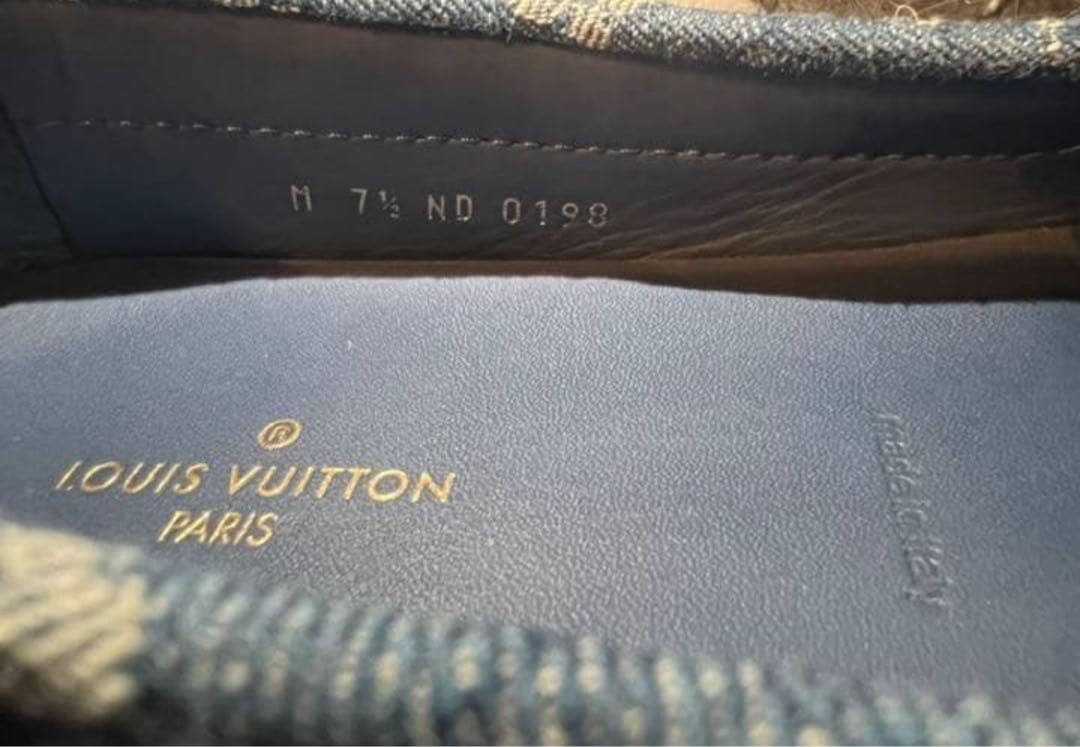 M 7½ ND 0198
®
LOUIS VUITTON
PARIS
made in italy